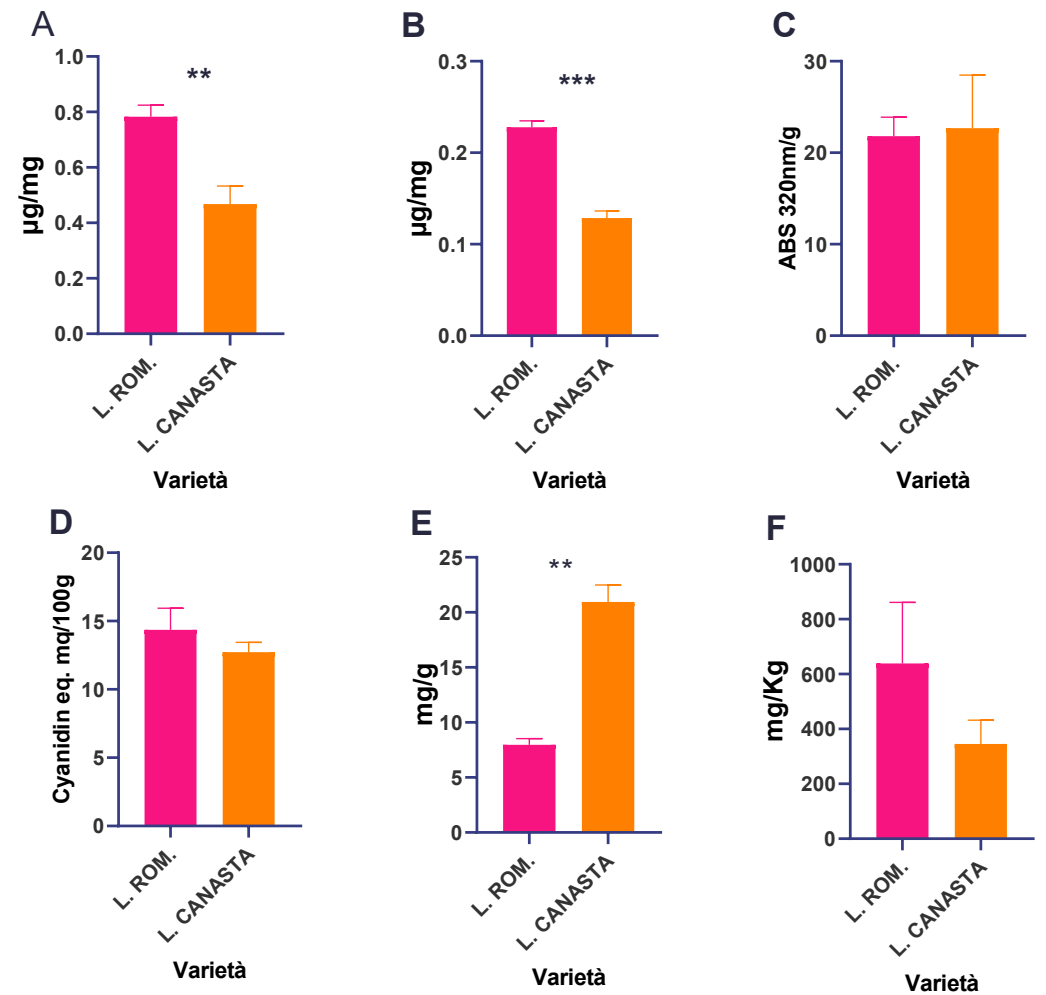 A
1.0
0.8
0.6
0.4
0.2
0.0
µg/mg
**
L. ROM.
L. CANASTA
Varietà
B
0.3
0.2
0.1
0.0
µg/mg
***
L. ROM.
L. CANASTA
Varietà
C
30
20
10
0
ABS 320nm/g
L. ROM.
L. CANASTA
Varietà
D
20
15
10
5
0
Cyanidin eq. mq/100g
L. ROM.
L. CANASTA
Varietà
E
25
20
15
10
5
0
mg/g
**
L. ROM.
L. CANASTA
Varietà
F
1000
800
600
400
200
0
mg/Kg
L. ROM.
L. CANASTA
Varietà